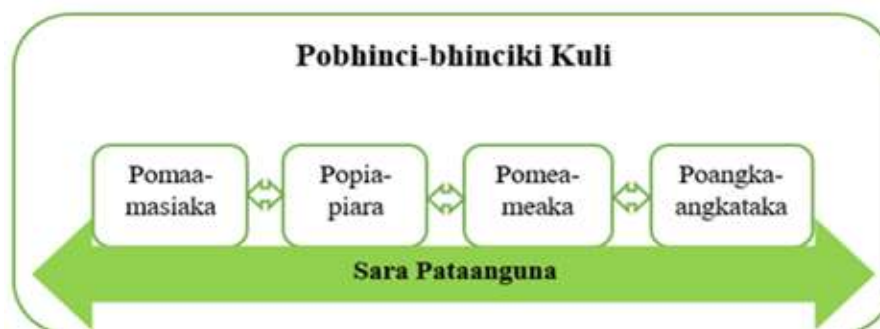 Pobhinci-bhinciki Kuli
Pomaa-
masiaka
Popia-
piara
Pomea-
meaka
Poangka-
angkataka
Sara Pataanguna